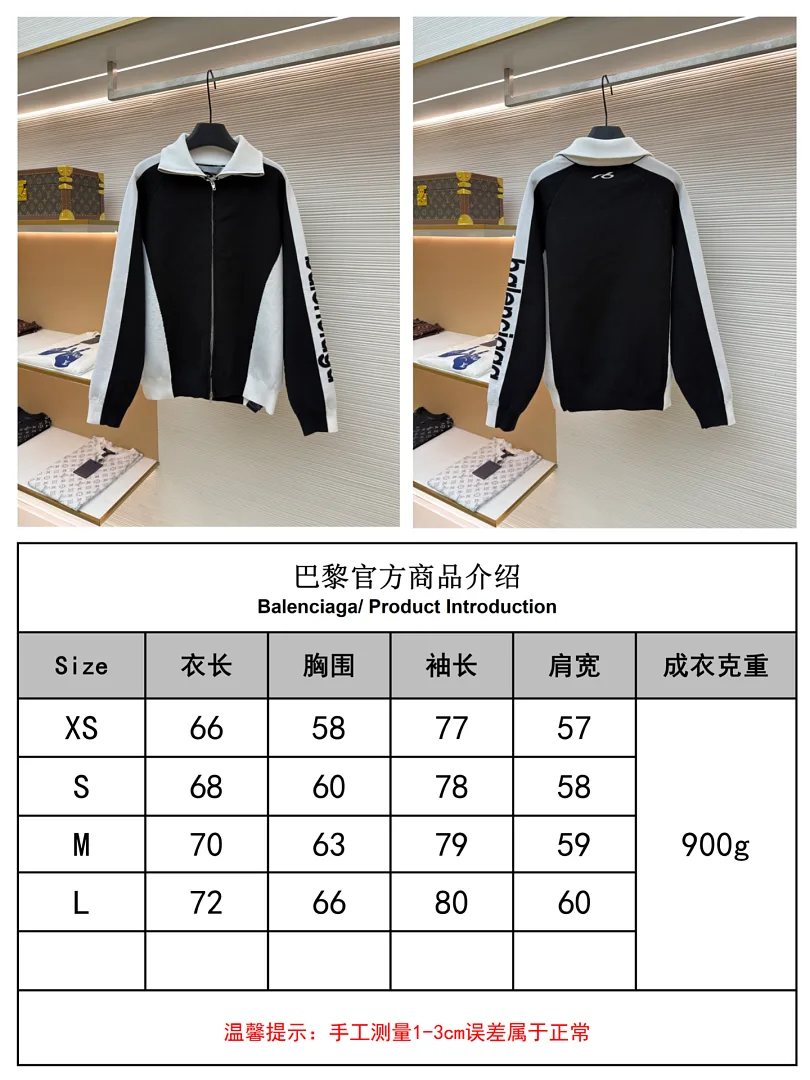 balenciaga
16
balenciaga
巴黎官方商品介绍
Balenciaga/ Product Introduction
Size 衣长 胸围 袖长 肩宽 成衣克重
XS 66 58 77 57
S 68 60 78 58
M 70 63 79 59
900g
L 72 66 80 60
温馨提示：手工测量1-3cm误差属于正常